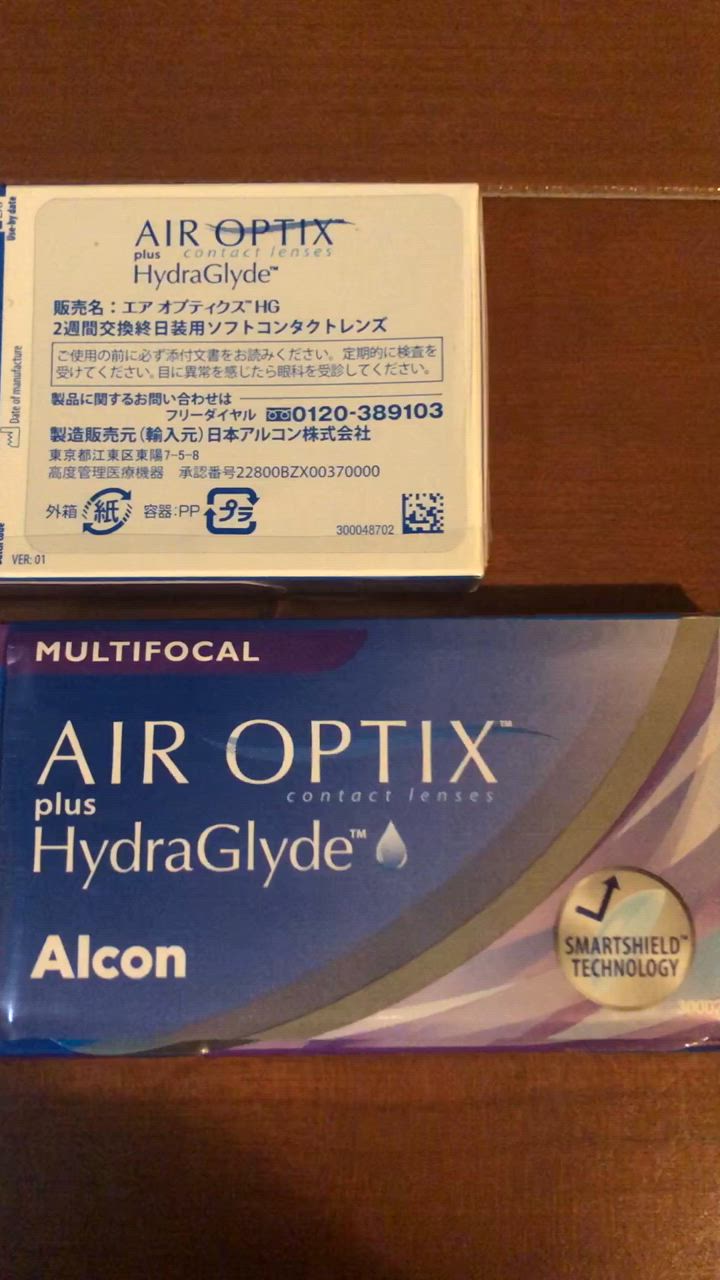 Use-by date
Date of manufacture
AIR OPTIX™
plus contact lenses
HydraGlyde™
販売名：エア オプティクス™HG
2週間交換終日装用ソフトコンタクトレンズ
ご使用の前に必ず添付文書をお読みください。定期的に検査を
受けてください。目に異常を感じたら眼科を受診してください。
製品に関するお問い合わせは
フリーダイヤル 0120-389103
製造販売元（輸入元）日本アルコン株式会社
東京都江東区東陽7-5-8
高度管理医療機器 承認番号22800BZX00370000
外箱 紙 容器:PP プラ
300048702
VER: 01
MULTIFOCAL
AIR OPTIX™
contact lenses
plus
HydraGlyde™
Alcon
SMARTSHIELD™
TECHNOLOGY